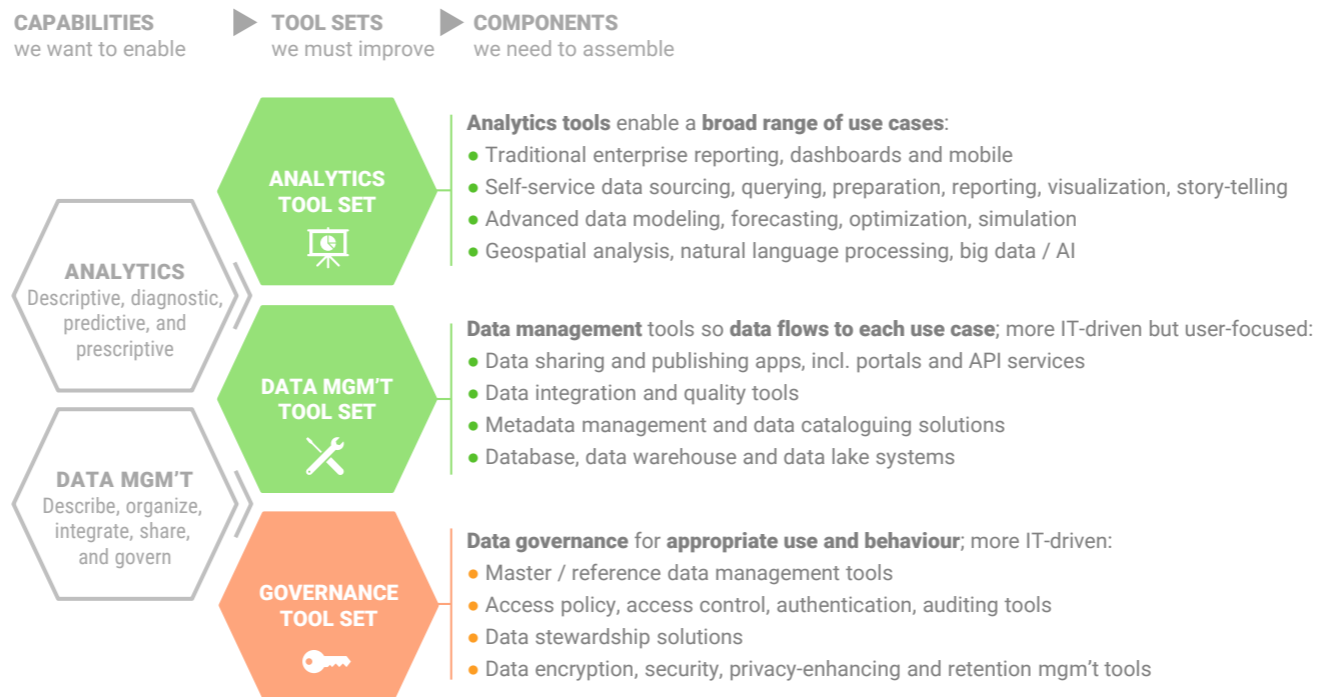 CAPABILITIES
we want to enable
TOOL SETS
we must improve
COMPONENTS
we need to assemble
ANALYTICS
Descriptive, diagnostic,
predictive, and
prescriptive
DATA MGM'T
Describe, organize,
integrate, share,
and govern
ANALYTICS
TOOL SET
Analytics tools enable a broad range of use cases:
• Traditional enterprise reporting, dashboards and mobile
• Self-service data sourcing, querying, preparation, reporting, visualization, story-telling
• Advanced data modeling, forecasting, optimization, simulation
• Geospatial analysis, natural language processing, big data / AI
DATA MGM'T
TOOL SET
Data management tools so data flows to each use case; more IT-driven but user-focused:
• Data sharing and publishing apps, incl. portals and API services
• Data integration and quality tools
• Metadata management and data cataloguing solutions
• Database, data warehouse and data lake systems
GOVERNANCE
TOOL SET
Data governance for appropriate use and behaviour; more IT-driven:
• Master / reference data management tools
• Access policy, access control, authentication, auditing tools
• Data stewardship solutions
• Data encryption, security, privacy-enhancing and retention mgm't tools